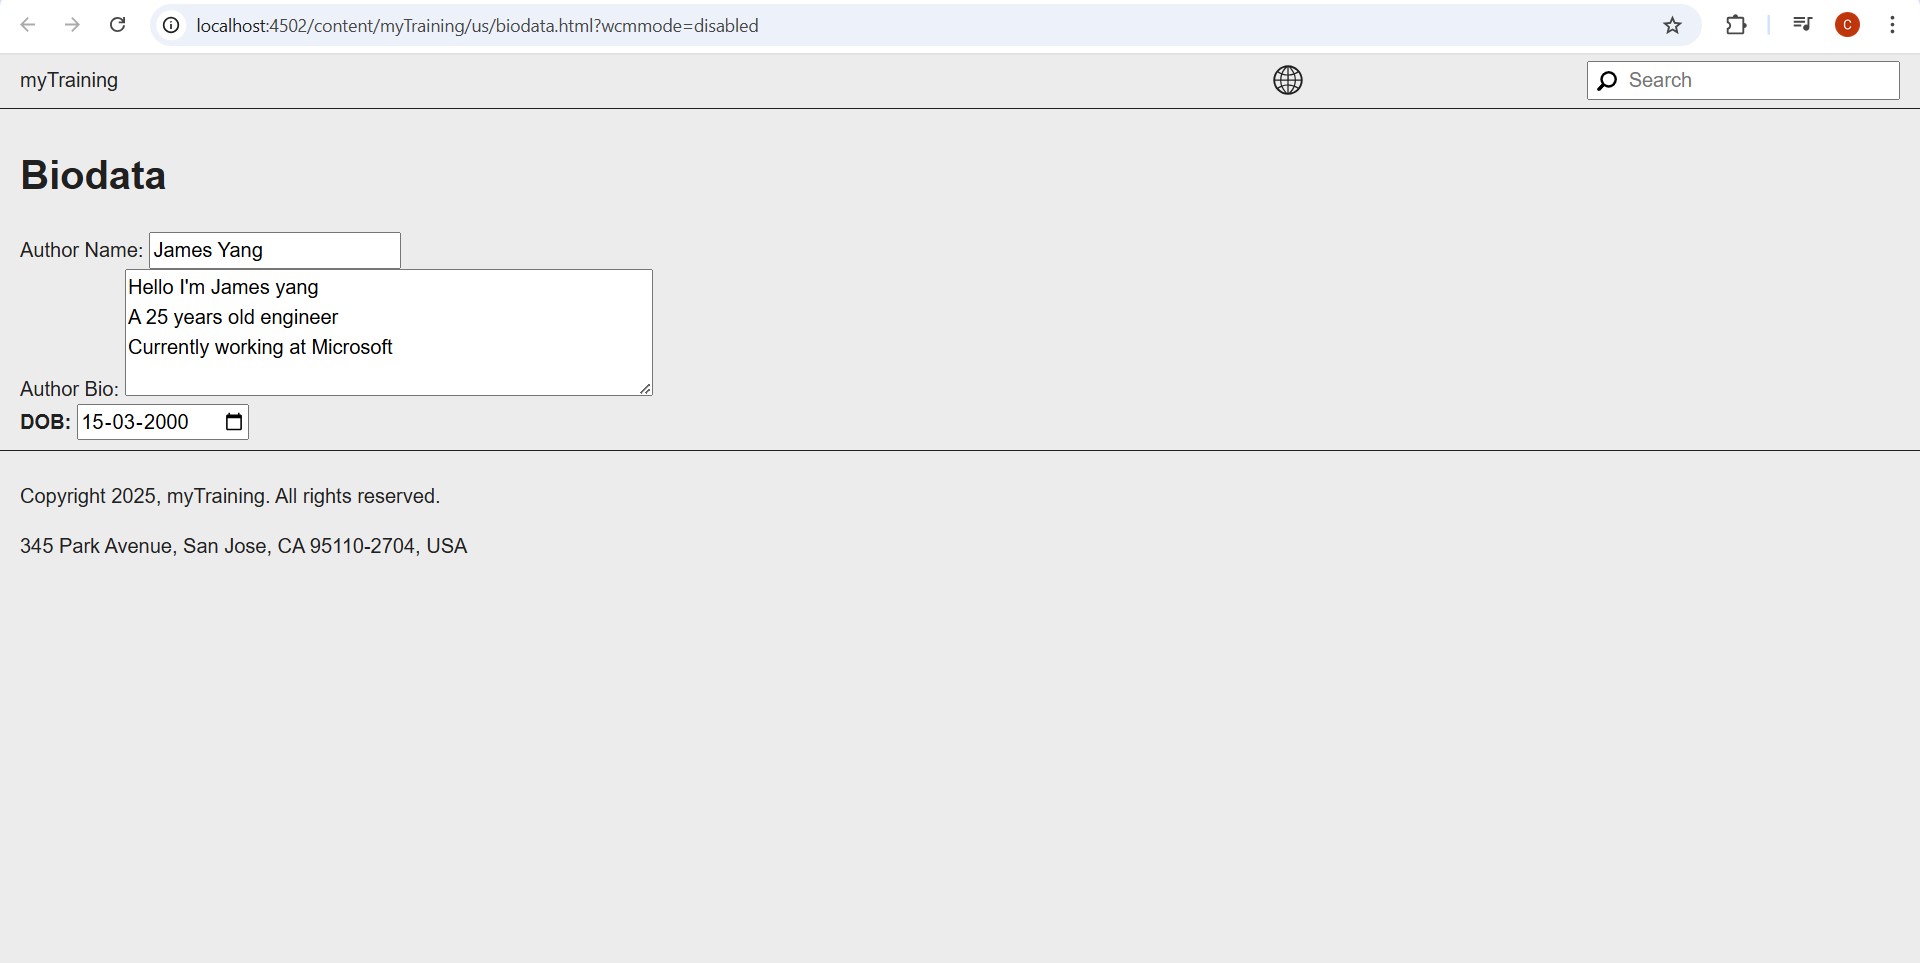 localhost:4502/content/myTraining/us/biodata.html?wcmmode=disabled
C
myTraining
Search
Biodata
Author Name: James Yang
Hello I'm James yang
A 25 years old engineer
Currently working at Microsoft
Author Bio:
DOB: 15-03-2000
Copyright 2025, myTraining. All rights reserved.
345 Park Avenue, San Jose, CA 95110-2704, USA